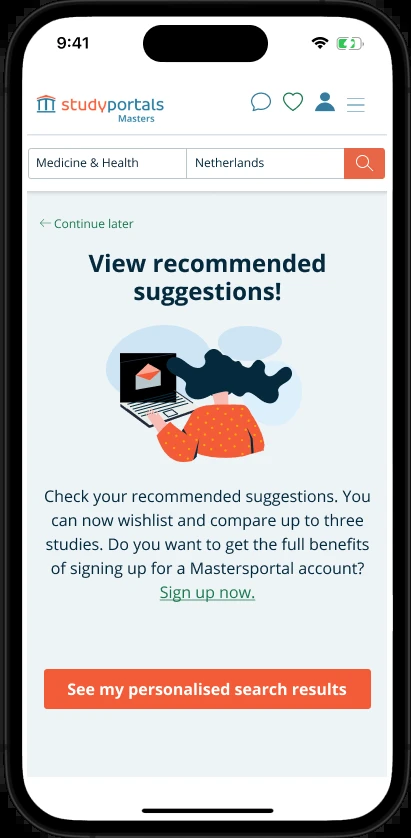 9:41
studyportals
Masters
Medicine & Health
Netherlands
← Continue later
View recommended
suggestions!
Check your recommended suggestions. You
can now wishlist and compare up to three
studies. Do you want to get the full benefits
of signing up for a Mastersportal account?
Sign up now.
See my personalised search results